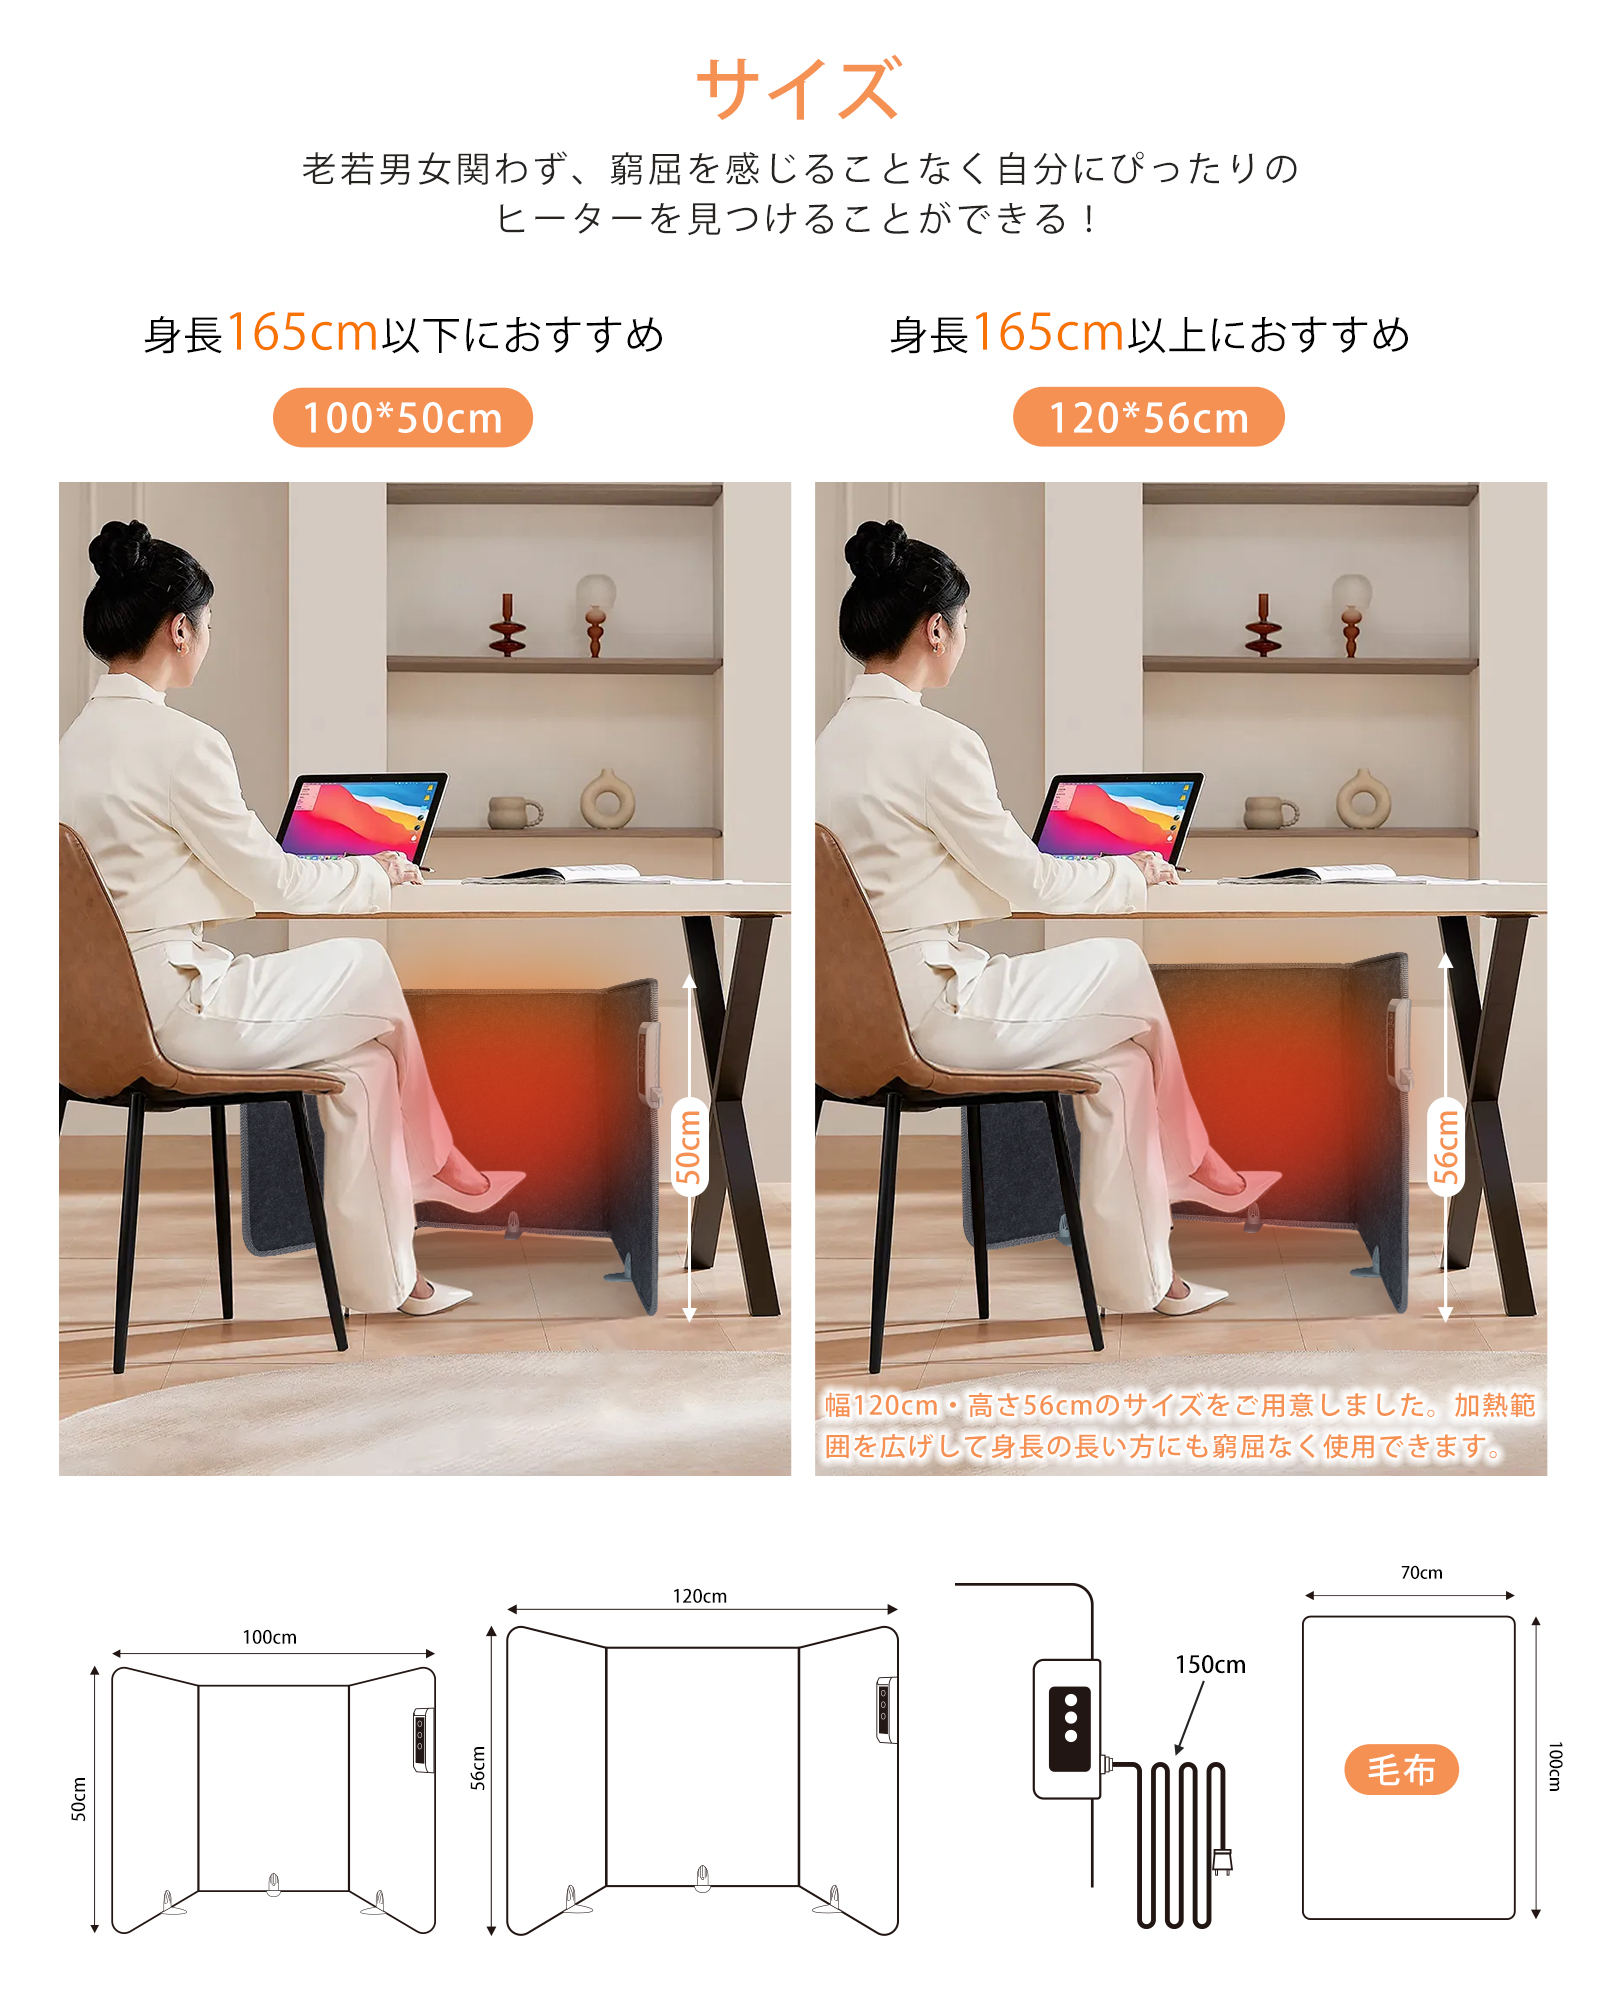 サイズ
老若男女関わず、窮屈を感じることなく自分にぴったりの
ヒーターを見つけることができる！
身長165cm以下におすすめ
100*50cm
身長165cm以上におすすめ
120*56cm
50cm
56cm
幅120cm・高さ56cmのサイズをご用意しました。加熱範
囲を広げして身長の長い方にも窮屈なく使用できます。
100cm
50cm
120cm
56cm
150cm
70cm
100cm
毛布